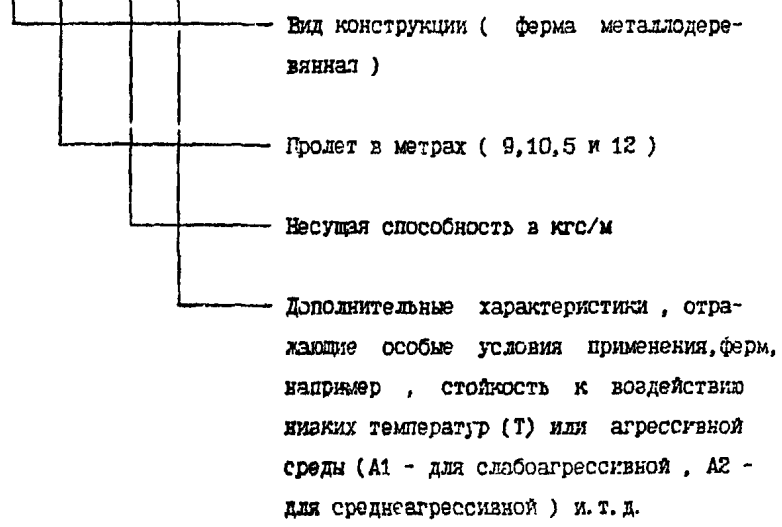 Вид конструкции ( ферма металлодере-
вянная )
Пролет в метрах ( 9,10,5 и 12 )
Несущая способность в кгс/м
Дополнительные характеристики , отра-
жающие особые условия применения,ферм,
например , стойкость к воздействию
низких температур (Т) или агрессивной
среды (А1 - для слабоагрессивной , А2 -
для среднеагрессивной ) и.т.д.